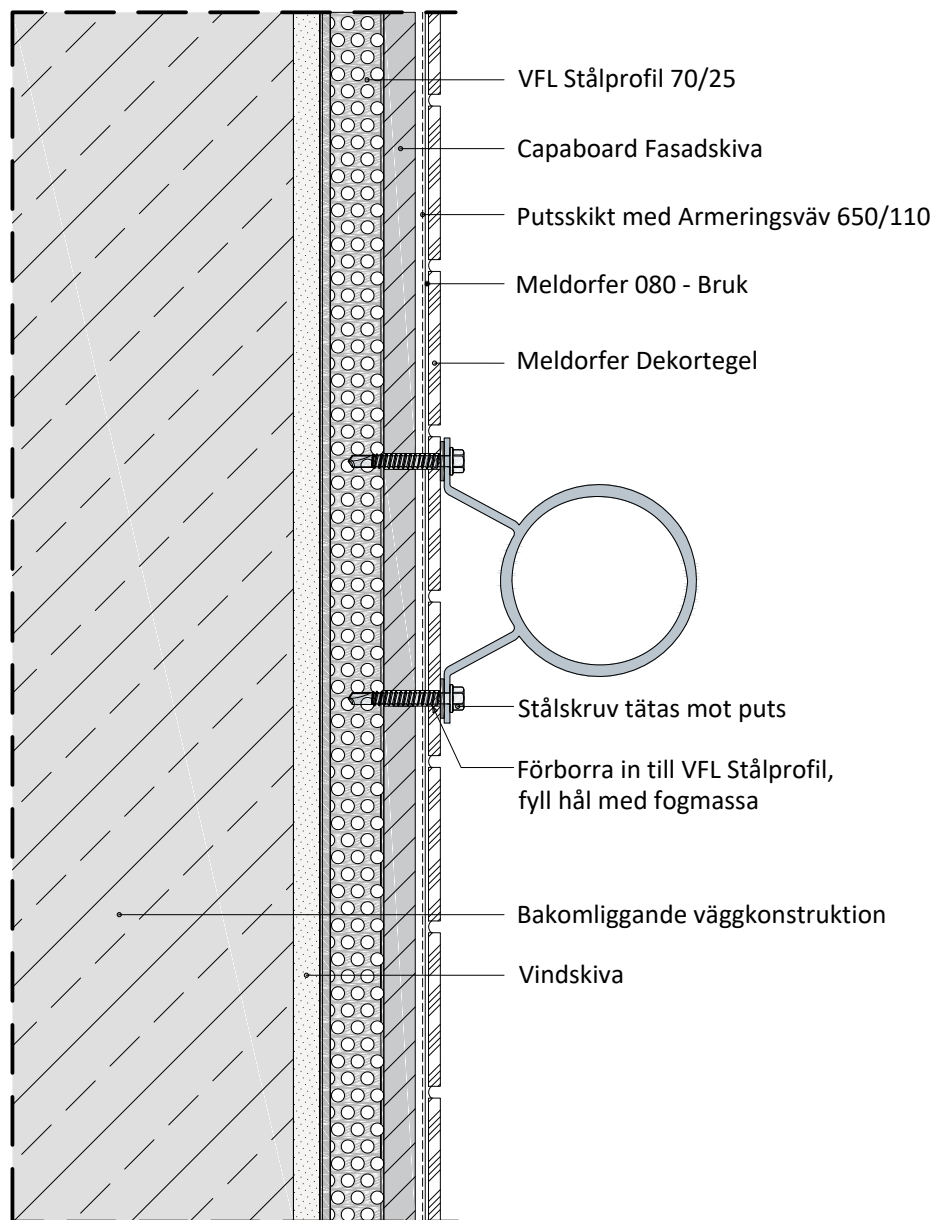 VFL Stålprofil 70/25
Capaboard Fasadskiva
Putsskikt med Armeringsväv 650/110
Meldorfer 080 - Bruk
Meldorfer Dekortegel
Stålskruv tätas mot puts
Förborra in till VFL Stålprofil,
fyll hål med fogmassa
Bakomliggande väggkonstruktion
Vindskiva